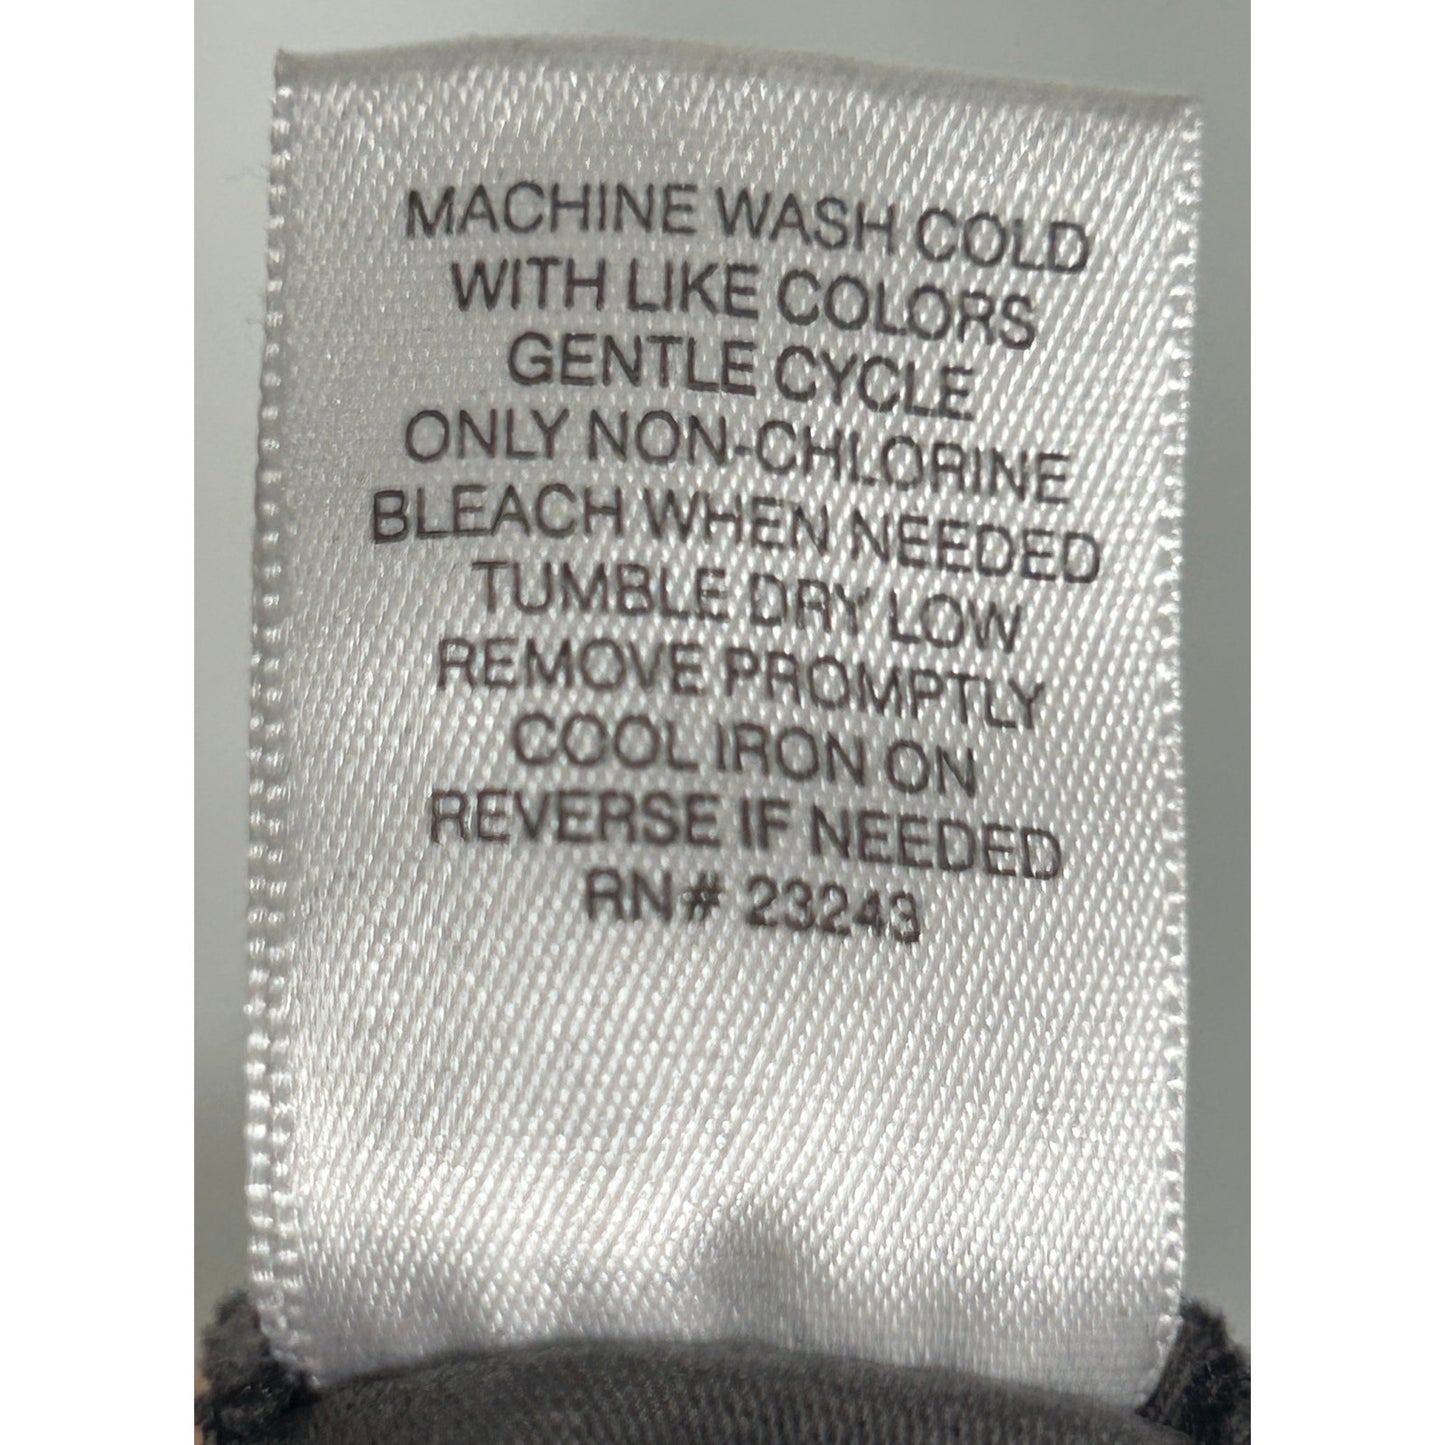 MACHINE WASH COLD
WITH LIKE COLORS
GENTLE CYCLE
ONLY NON-CHLORINE
BLEACH WHEN NEEDED
TUMBLE DRY LOW
REMOVE PROMPTLY
COOL IRON ON
REVERSE IF NEEDED
RN# 23243